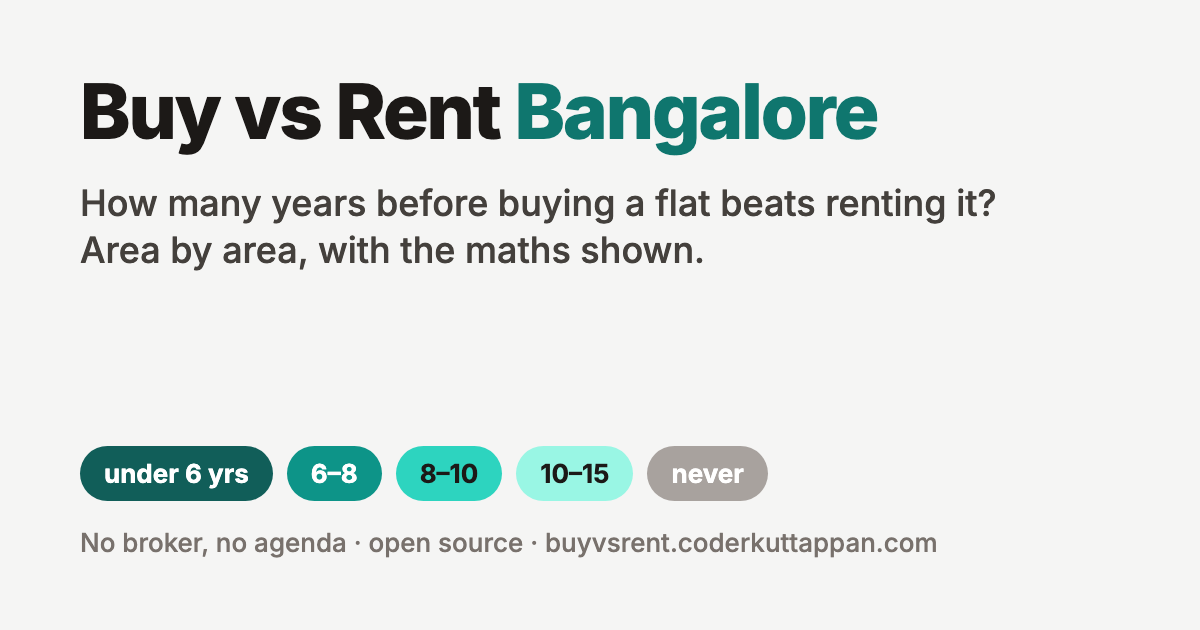 Buy vs Rent Bangalore
How many years before buying a flat beats renting it?
Area by area, with the maths shown.
under 6 yrs 6–8 8–10 10–15 never
No broker, no agenda · open source · buyvsrent.coderkuttappan.com